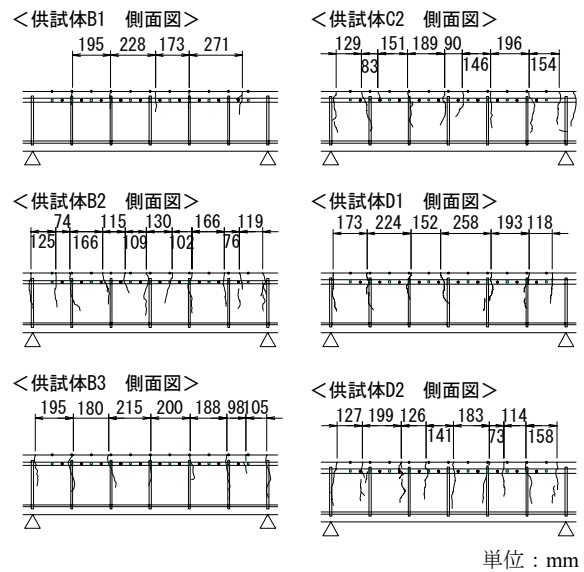 ＜供試体B1　側面図＞
195 228 173 271
＜供試体C2　側面図＞
129 151 189 90 196
83 146 154
＜供試体B2　側面図＞
74 115 130 166 119
125 166 109 102 76
＜供試体D1　側面図＞
173 224 152 258 193 118
＜供試体B3　側面図＞
195 180 215 200 188 98 105
＜供試体D2　側面図＞
127 199 126 183 114
141 73 158
単位：mm